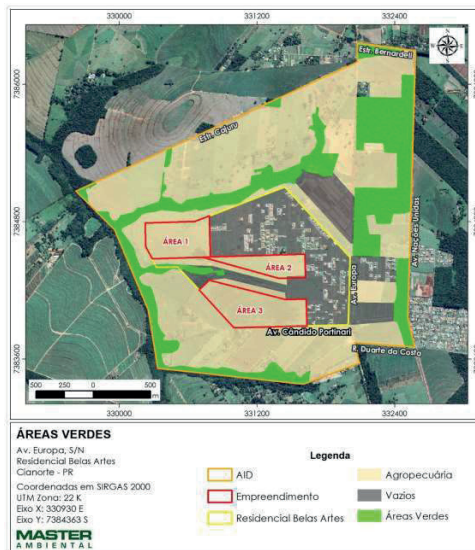 330000 331200 332400
Estr. Bernardeli
7386000
Estr. Cajuru
Av. Nações Unidas
7384800
ÁREA 1
ÁREA 2
Av. Europa
ÁREA 3
Av. Cândido Portinari
R. Duarte da Costa
7383600
500 250 0 500
m
330000 331200 332400
ÁREAS VERDES
Av. Europa, S/N
Residencial Belas Artes
Cianorte - PR
Coordenadas em SIRGAS 2000
UTM Zona: 22 K
Eixo X: 330930 E
Eixo Y: 7384363 S
MASTER
AMBIENTAL
Legenda
AID
Empreendimento
Residencial Belas Artes
Agropecuária
Vazios
Áreas Verdes